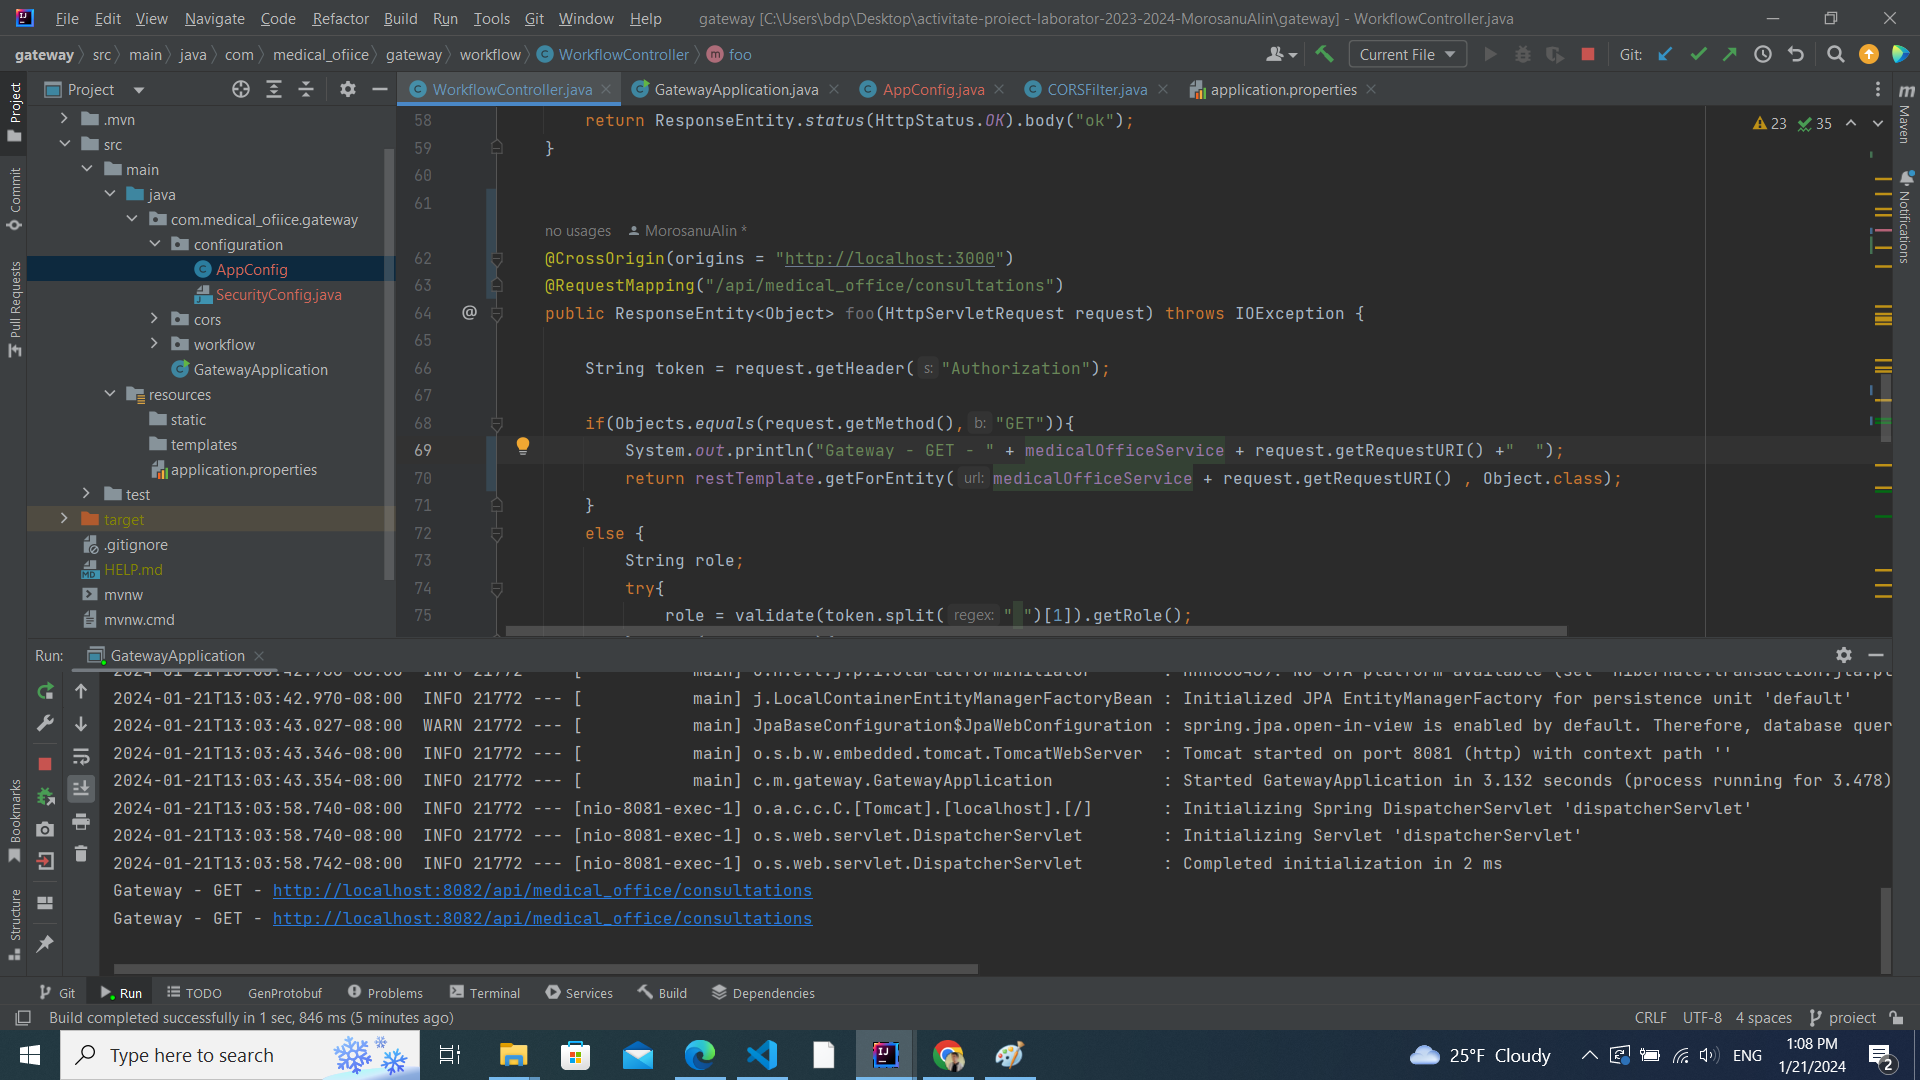 File Edit View Navigate Code Refactor Build Run Tools Git Window Help gateway [C:\Users\bdp\Desktop\activitate-proiect-laborator-2023-2024-MorosanuAlin\gateway] - WorkflowController.java
gateway src main java com medical_ofiice gateway workflow C WorkflowController m foo Current File Git:
Project
WorkflowController.java GatewayApplication.java AppConfig.java CORSFilter.java application.properties
.mvn
src
main
java
com.medical_ofiice.gateway
configuration
AppConfig
SecurityConfig.java
cors
workflow
GatewayApplication
resources
static
templates
application.properties
test
target
.gitignore
HELP.md
mvnw
mvnw.cmd
Project
Commit
Pull Requests
Bookmarks
Structure
Maven
Notifications
23 35
58 return ResponseEntity.status(HttpStatus.OK).body("ok");
59 }
60
61
no usages MorosanuAlin *
62 @CrossOrigin(origins = "http://localhost:3000")
63 @RequestMapping("/api/medical_office/consultations")
64 @ public ResponseEntity<Object> foo(HttpServletRequest request) throws IOException {
65
66 String token = request.getHeader( s: "Authorization");
67
68 if(Objects.equals(request.getMethod(), b: "GET")){
69 System.out.println("Gateway - GET - " + medicalOfficeService + request.getRequestURI() +"  ");
70 return restTemplate.getForEntity( url: medicalOfficeService + request.getRequestURI() , Object.class);
71 }
72 else {
73 String role;
74 try{
75 role = validate(token.split( regex: " ")[1]).getRole();
Run: GatewayApplication
2024-01-21T13:03:42.970-08:00 INFO 21772 --- [ main] j.LocalContainerEntityManagerFactoryBean : Initialized JPA EntityManagerFactory for persistence unit 'default'
2024-01-21T13:03:43.027-08:00 WARN 21772 --- [ main] JpaBaseConfiguration$JpaWebConfiguration : spring.jpa.open-in-view is enabled by default. Therefore, database quer
2024-01-21T13:03:43.346-08:00 INFO 21772 --- [ main] o.s.b.w.embedded.tomcat.TomcatWebServer : Tomcat started on port 8081 (http) with context path ''
2024-01-21T13:03:43.354-08:00 INFO 21772 --- [ main] c.m.gateway.GatewayApplication : Started GatewayApplication in 3.132 seconds (process running for 3.478)
2024-01-21T13:03:58.740-08:00 INFO 21772 --- [nio-8081-exec-1] o.a.c.c.C.[Tomcat].[localhost].[/] : Initializing Spring DispatcherServlet 'dispatcherServlet'
2024-01-21T13:03:58.740-08:00 INFO 21772 --- [nio-8081-exec-1] o.s.web.servlet.DispatcherServlet : Initializing Servlet 'dispatcherServlet'
2024-01-21T13:03:58.742-08:00 INFO 21772 --- [nio-8081-exec-1] o.s.web.servlet.DispatcherServlet : Completed initialization in 2 ms
Gateway - GET - http://localhost:8082/api/medical_office/consultations
Gateway - GET - http://localhost:8082/api/medical_office/consultations
Git Run TODO GenProtobuf Problems Terminal Services Build Dependencies
Build completed successfully in 1 sec, 846 ms (5 minutes ago) CRLF UTF-8 4 spaces proiect
Type here to search 25°F Cloudy ENG 1:08 PM
1/21/2024 2